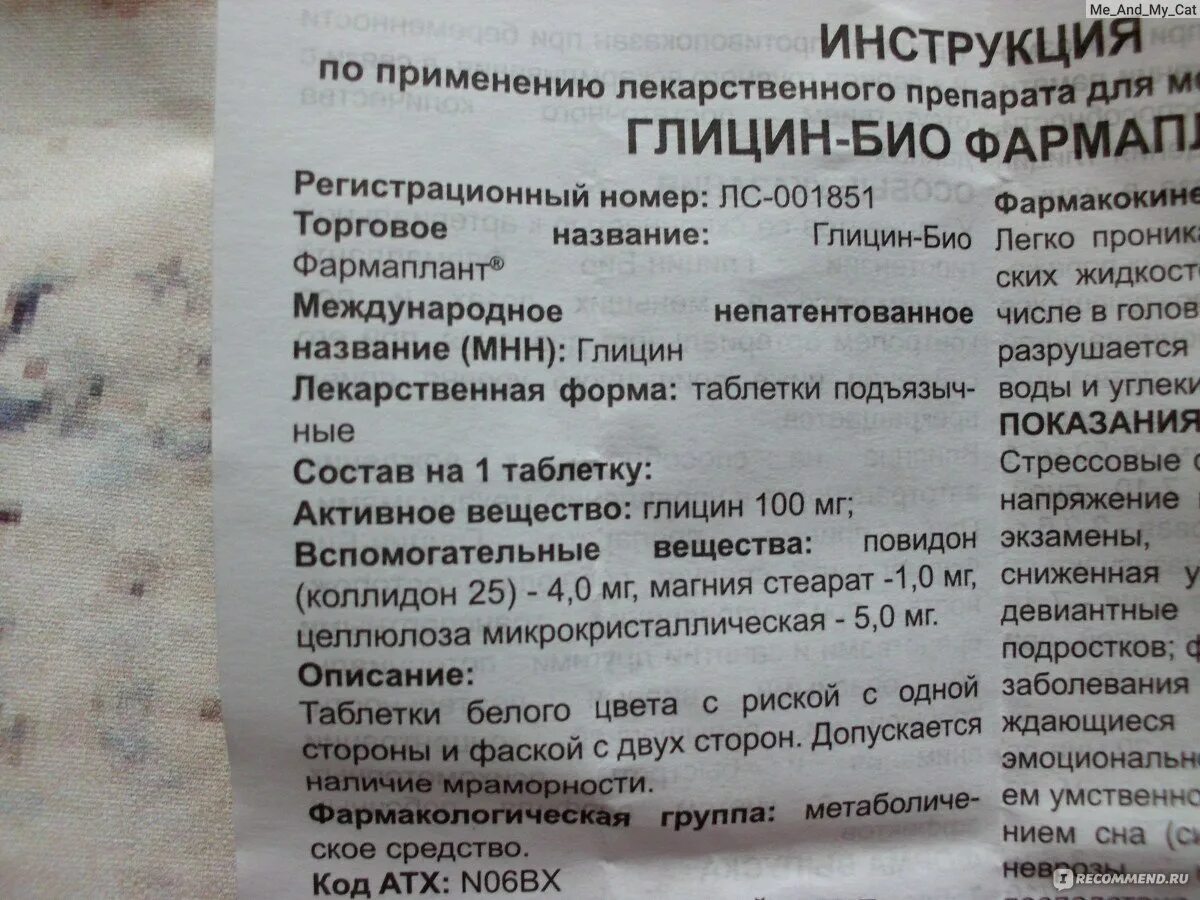 Me_And_My_Cat
ИНСТРУКЦИЯ
по применению лекарственного препарата для
ГЛИЦИН-БИО ФАРМАПЛ
Регистрационный номер: ЛС-001851
Торговое название: Глицин-Био
Фармаплант®
Международное непатентованное
название (МНН): Глицин
Лекарственная форма: таблетки подъязыч-
ные
Состав на 1 таблетку:
Активное вещество: глицин 100 мг;
Вспомогательные вещества: повидон
(коллидон 25) - 4,0 мг, магния стеарат -1,0 мг,
целлюлоза микрокристаллическая - 5,0 мг.
Описание:
Таблетки белого цвета с риской с одной
стороны и фаской с двух сторон. Допускается
наличие мраморности.
Фармакологическая группа: метаболиче-
ское средство.
Код АТХ: N06BX
Фармакокине
Легко проник
ских жидкост
числе в голов
разрушается
воды и углеки
ПОКАЗАНИЯ
Стрессовые
напряжение
экзамены,
сниженная у
девиантные
подростков;
заболевания
ждающиеся
эмоциональн
ем умственно
нием сна (с
неврозы
RECOMMEND.RU